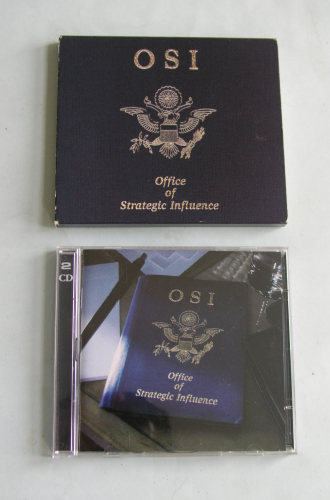 OSI
Office
of
Strategic Influence
2
CD
OSI
Office
of
Strategic Influence